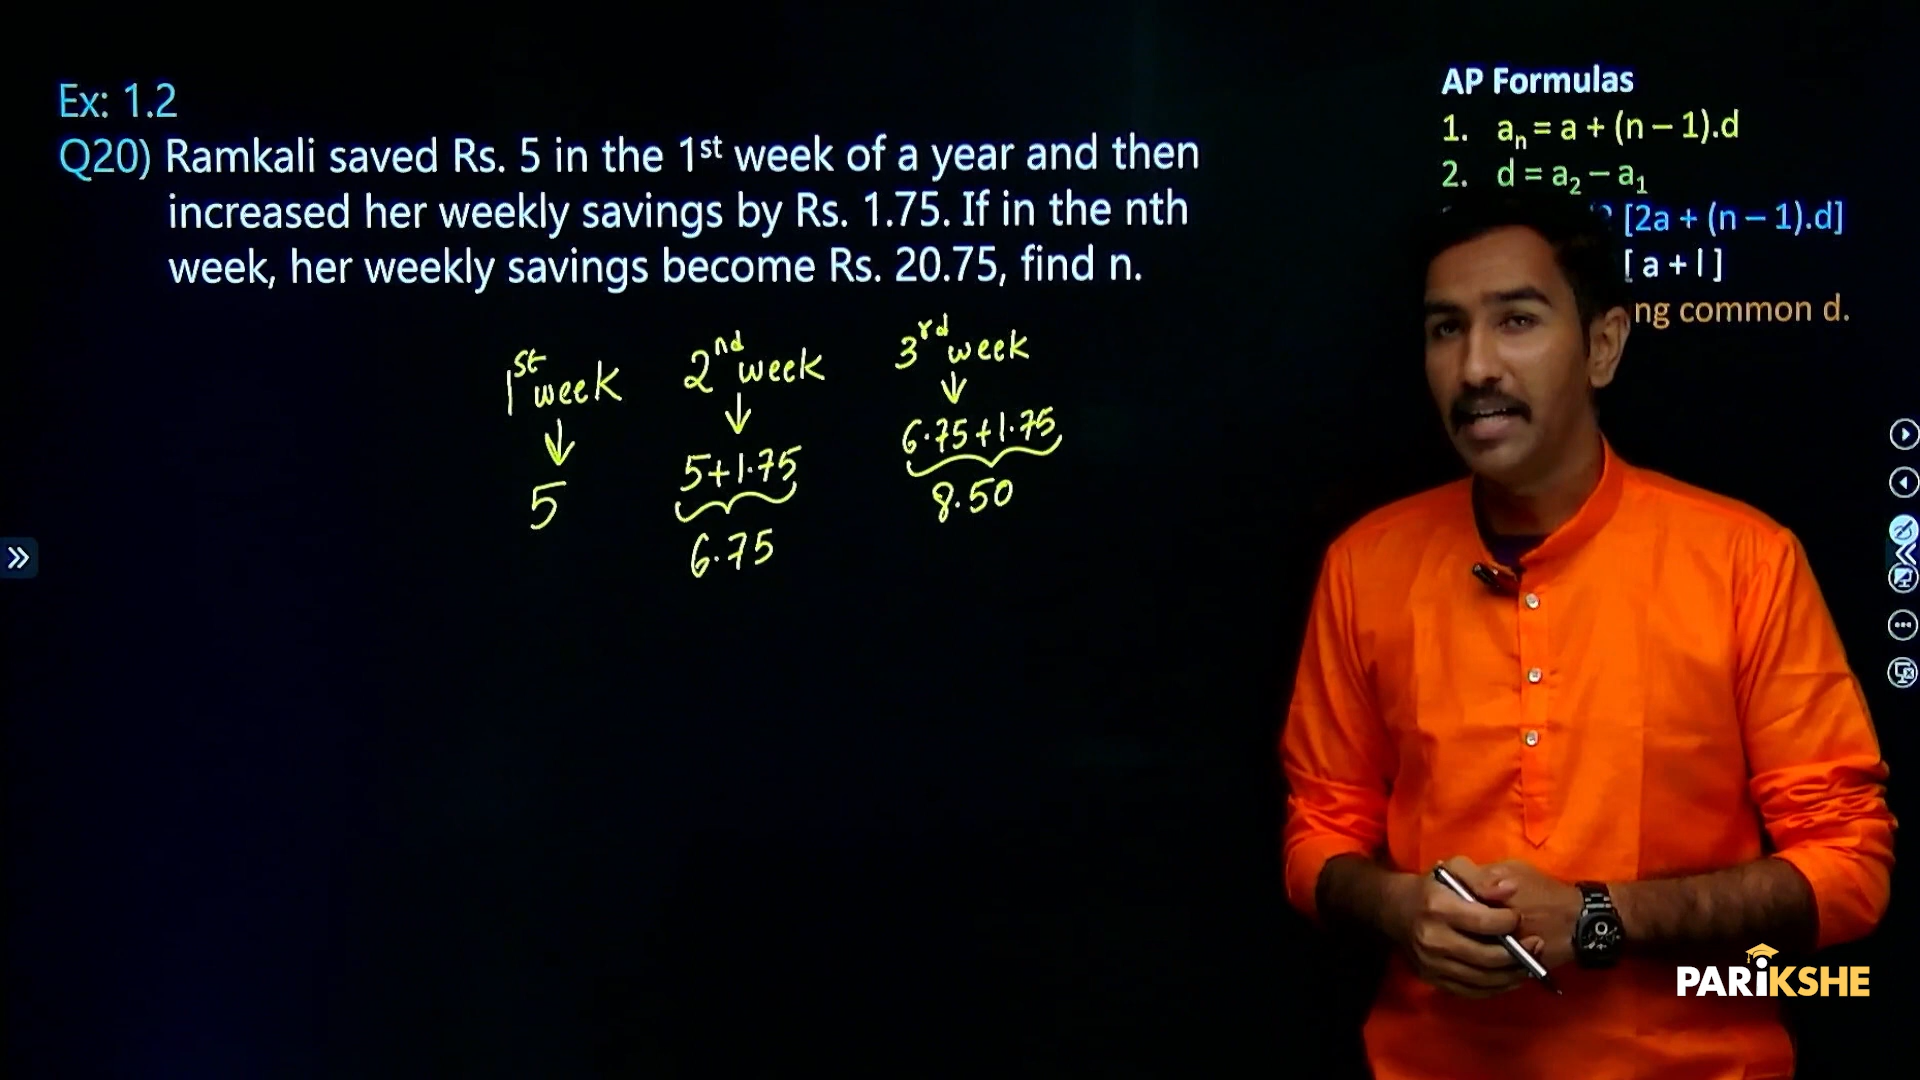 Ex: 1.2
Q20) Ramkali saved Rs. 5 in the 1st week of a year and then
increased her weekly savings by Rs. 1.75. If in the nth
week, her weekly savings become Rs. 20.75, find n.
AP Formulas
1. aₙ = a + (n – 1).d
2. d = a₂ – a₁
[2a + (n – 1).d]
[ a + l ]
ng common d.
1st week 2nd week 3rd week
5 5+1.75 6.75+1.75
6.75 8.50
PARiKSHE